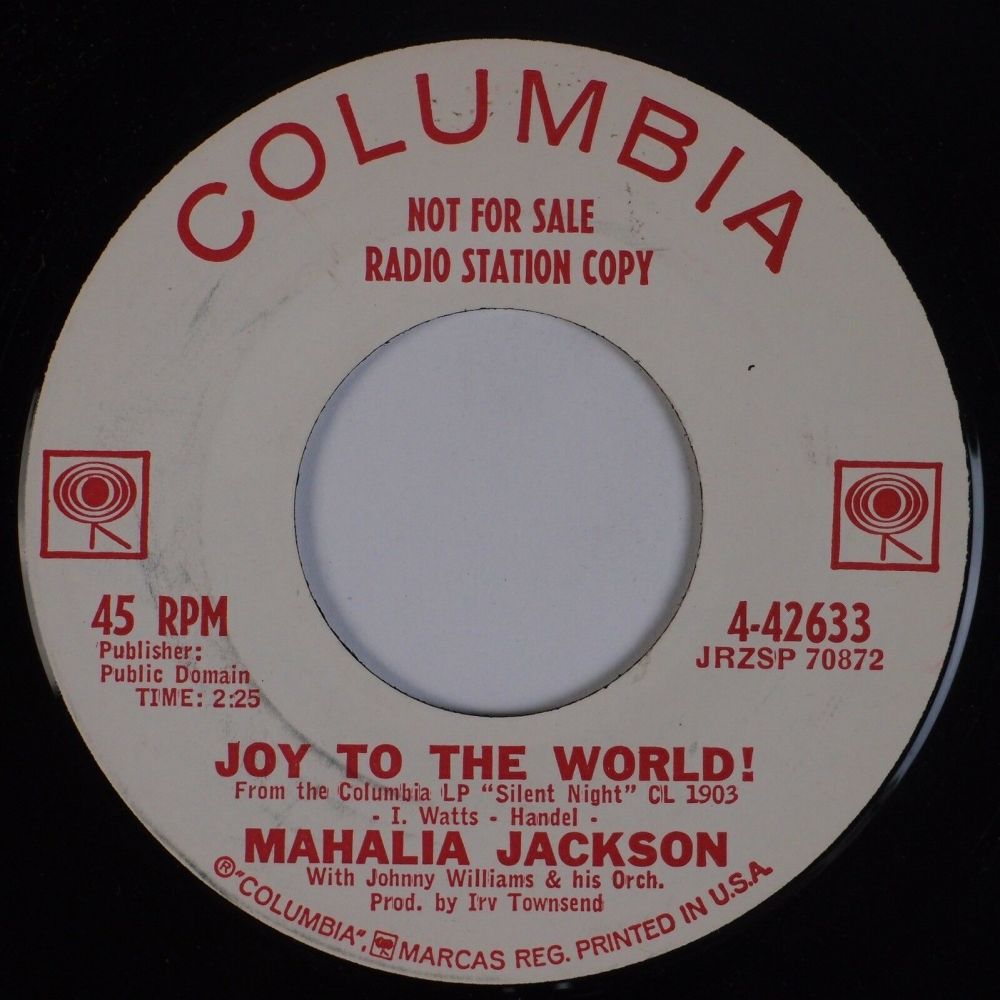 COLUMBIA
NOT FOR SALE
RADIO STATION COPY
45 RPM
Publisher:
Public Domain
TIME: 2:25
4-42633
JRZSP 70872
JOY TO THE WORLD!
From the Columbia LP “Silent Night” CL 1903
- I. Watts - Handel -
MAHALIA JACKSON
With Johnny Williams & his Orch.
Prod. by Irv Townsend
®“COLUMBIA”, MARCAS REG. PRINTED IN U.S.A.